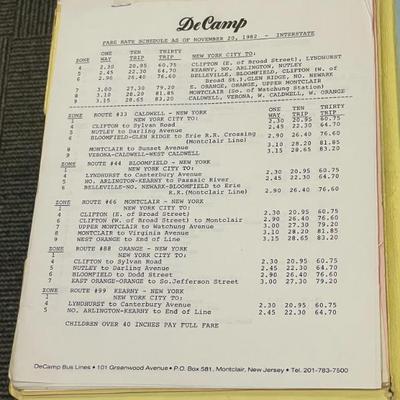 DeCamp
FARE RATE SCHEDULE AS OF NOVEMBER 20, 1982 - INTERSTATE
ZONE ONE WAY TEN TRIP THIRTY TRIP NEW YORK CITY TO:
4 2.30 20.95 60.75 CLIFTON (E. of Broad Street), LYNDHURST
5 2.45 22.30 64.70 KEARNY, NO. ARLINGTON, NUTLEY
6 2.90 26.40 76.60 BELLEVILLE, BLOOMFIELD, CLIFTON (W. of
Broad St.), GLEN RIDGE, NO. NEWARK
7 3.00 27.30 79.20 E. ORANGE, ORANGE, UPPER MONTCLAIR
8 3.10 28.20 81.85 MONTCLAIR (So. of Watchung Station)
9 3.15 28.65 83.20 CALDWELL, VERONA, W. CALDWELL, W. ORANGE
ZONE ROUTE #33 CALDWELL - NEW YORK ONE WAY TEN TRIP THIRTY TRIP
1 NEW YORK CITY TO:
4 CLIFTON to Sylvan Road 2.30 20.95 60.75
5 NUTLEY to Darling Avenue 2.45 22.30 64.70
6 BLOOMFIELD-GLEN RIDGE to Erie R.R. Crossing 2.90 26.40 76.60
(Montclair Line)
8 MONTCLAIR to Sunset Avenue 3.10 28.20 81.85
9 VERONA-CALDWELL-WEST CALDWELL 3.15 28.65 83.20
ZONE ROUTE #44 BLOOMFIELD - NEW YORK
1 NEW YORK CITY TO:
4 LYNDHURST to Canterbury Avenue 2.30 20.95 60.75
5 NO. ARLINGTON-KEARNY to Passaic River 2.45 22.30 64.70
6 BELLEVILLE-NO. NEWARK-BLOOMFIELD to Erie
R.R.(Montclair Line) 2.90 26.40 76.60
ZONE ROUTE #66 MONTCLAIR - NEW YORK
1 NEW YORK CITY TO:
4 CLIFTON (E. of Broad Street) 2.30 20.95 60.75
6 CLIFTON (W. of Broad Street) to Montclair 2.90 26.40 76.60
7 UPPER MONTCLAIR to Watchung Avenue 3.00 27.30 79.20
8 MONTCLAIR to Virginia Avenue 3.10 28.20 81.85
9 WEST ORANGE to End of Line 3.15 28.65 83.20
ZONE ROUTE #88 ORANGE - NEW YORK
1 NEW YORK CITY TO:
4 CLIFTON to Sylvan Road 2.30 20.95 60.75
5 NUTLEY to Darling Avenue 2.45 22.30 64.70
6 BLOOMFIELD to Dodd Street 2.90 26.40 76.60
7 EAST ORANGE-ORANGE to So.Jefferson Street 3.00 27.30 79.20
ZONE ROUTE #99 KEARNY - NEW YORK
1 NEW YORK CITY TO:
4 LYNDHURST to Canterbury Avenue 2.30 20.95 60.75
5 NO. ARLINGTON-KEARNY to End of Line 2.45 22.30 64.70
CHILDREN OVER 40 INCHES PAY FULL FARE
DeCamp Bus Lines • 101 Greenwood Avenue • P.O. Box 581, Montclair, New Jersey • Tel. 201-783-7500